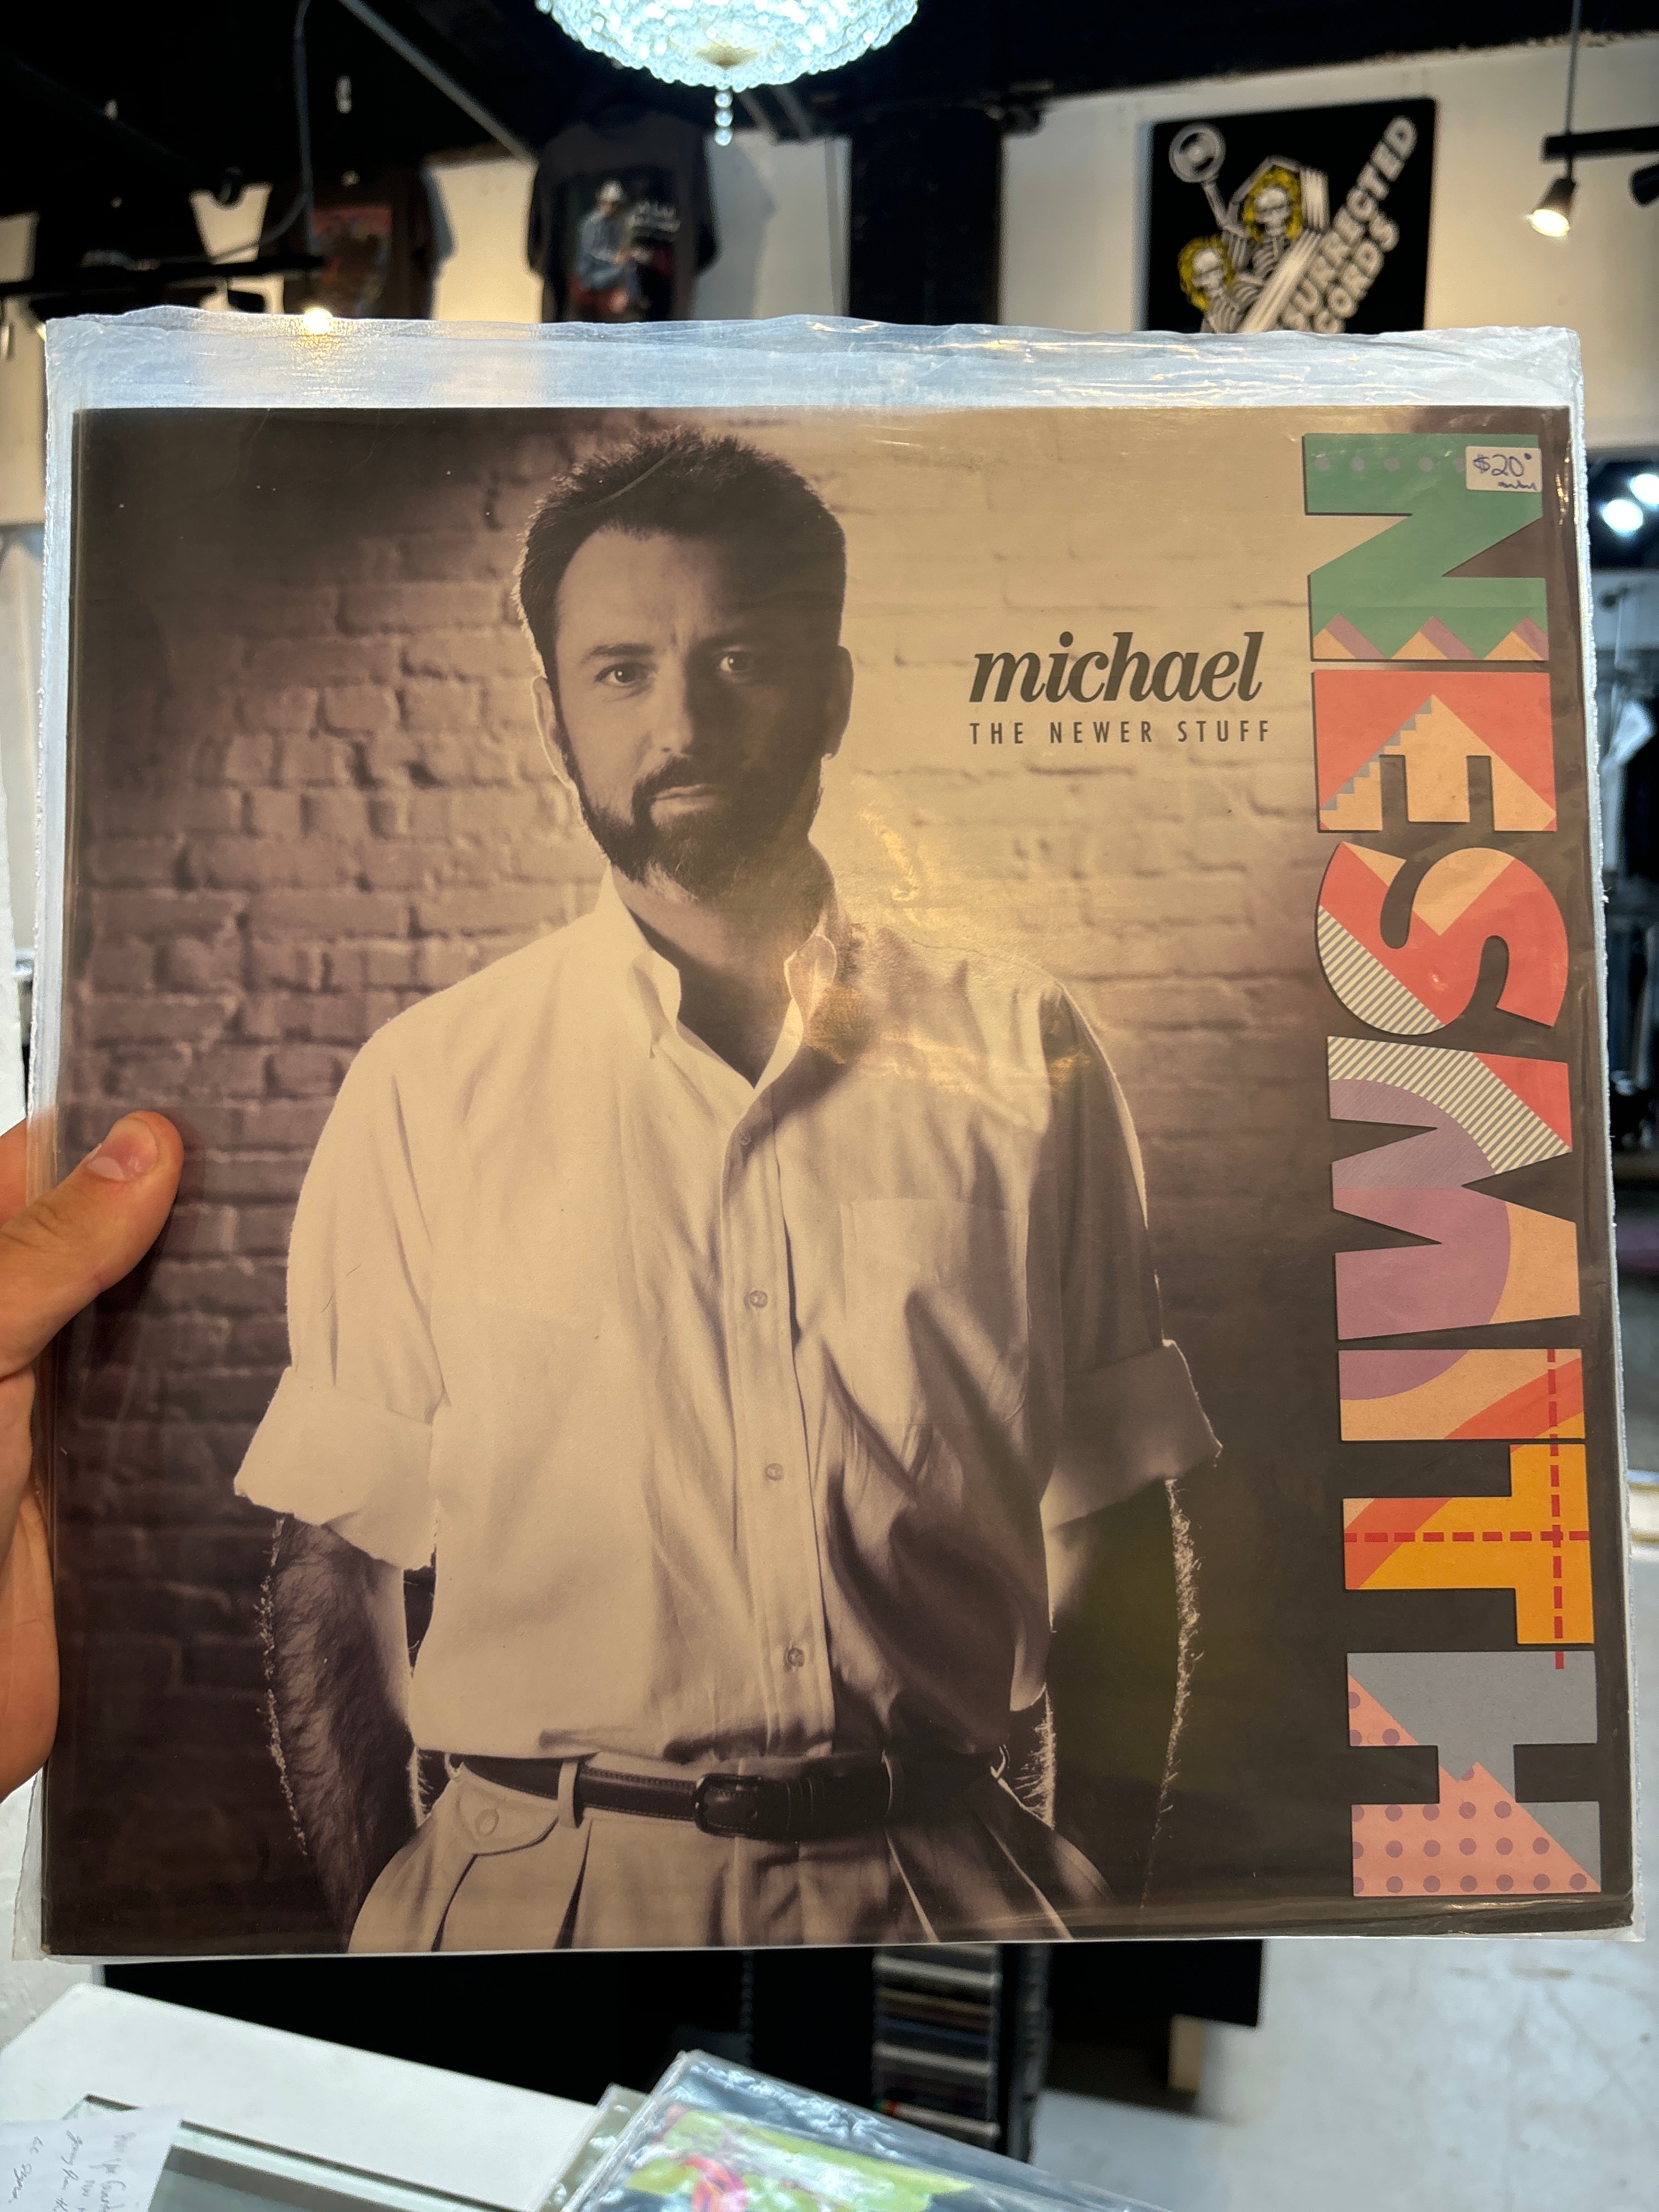 SURRECTED
CORDS
$20
michael
THE NEWER STUFF
NESMITH